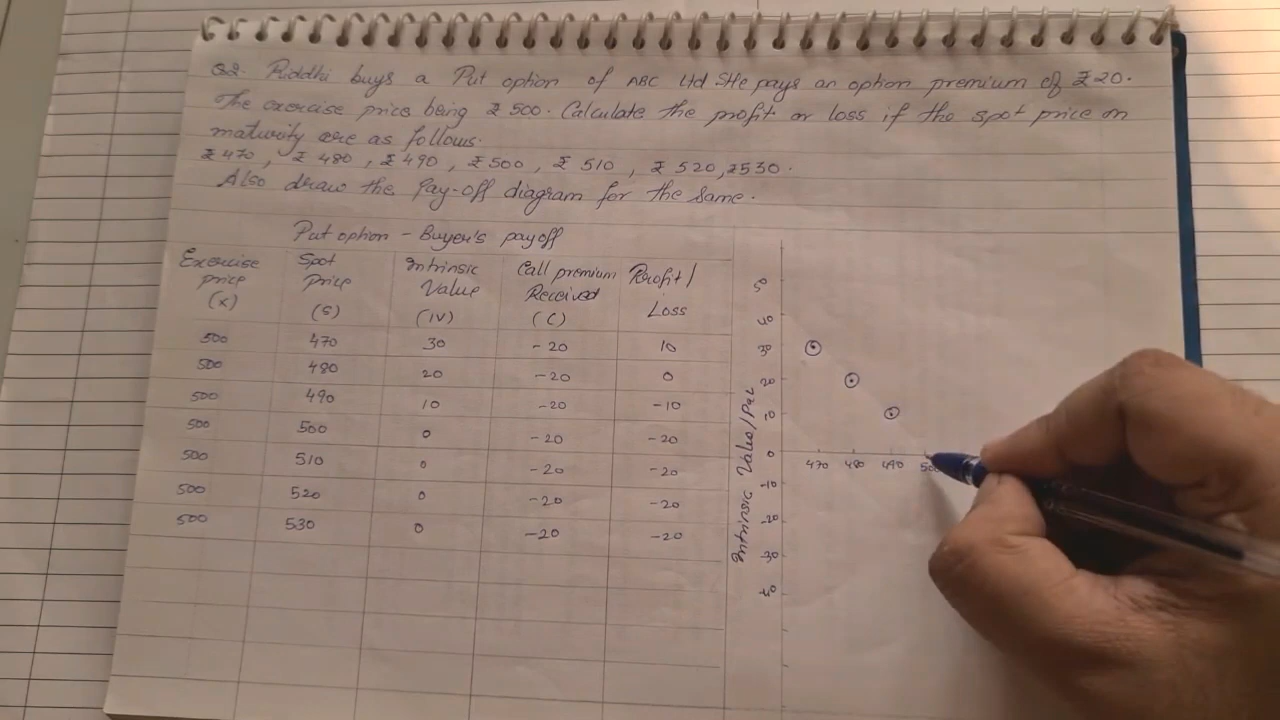 Q2. Riddhi buys a Put option of ABC Ltd SHe pays an option premium of ₹20.
The exercise price being ₹500. Calculate the profit or loss if the spot price on
maturity are as follows.
₹470, ₹480, ₹490, ₹500, ₹510, ₹520, ₹530.
Also draw the Pay-off diagram for the same.
Put option - Buyer's payoff
Exercise price (X) Spot Price (S) Intrinsic Value (IV) Call premium Received (C) Profit/ Loss
500 470 30 -20 10
500 480 20 -20 0
500 490 10 -20 -10
500 500 0 -20 -20
500 510 0 -20 -20
500 520 0 -20 -20
500 530 0 -20 -20
50
40
30
20
10
0
-10
-20
-30
-40
470 480 490 500
Intrinsic Value/